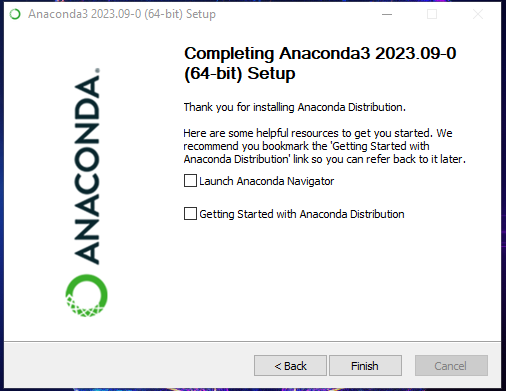 Anaconda3 2023.09-0 (64-bit) Setup
ANACONDA.
Completing Anaconda3 2023.09-0
(64-bit) Setup
Thank you for installing Anaconda Distribution.
Here are some helpful resources to get you started. We
recommend you bookmark the 'Getting Started with
Anaconda Distribution' link so you can refer back to it later.
Launch Anaconda Navigator
Getting Started with Anaconda Distribution
< Back
Finish
Cancel